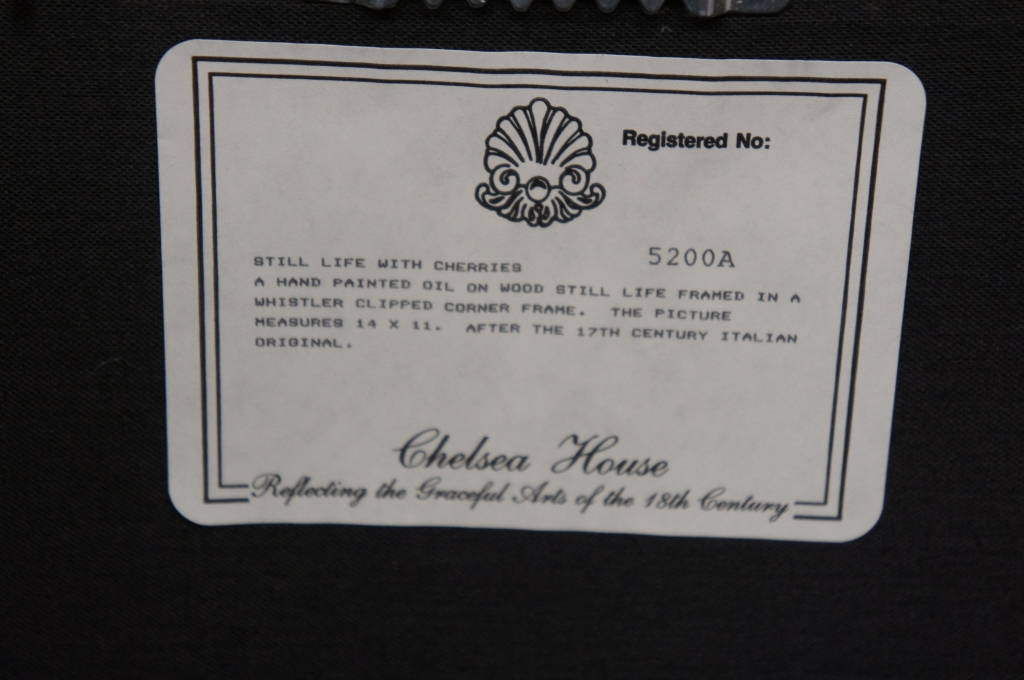 Registered No:
5200A
STILL LIFE WITH CHERRIES
A HAND PAINTED OIL ON WOOD STILL LIFE FRAMED IN A
WHISTLER CLIPPED CORNER FRAME. THE PICTURE
MEASURES 14 X 11. AFTER THE 17TH CENTURY ITALIAN
ORIGINAL.
Chelsea House
Reflecting the Graceful Arts of the 18th Century